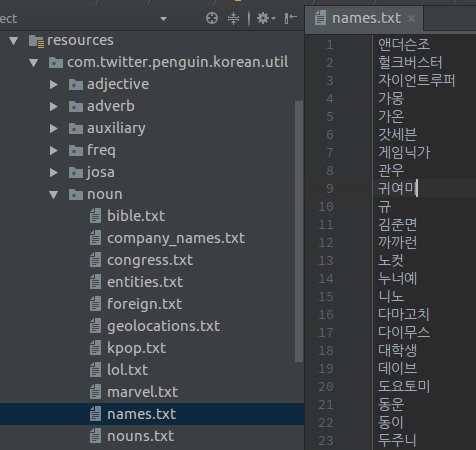 ect
names.txt
resources
com.twitter.penguin.korean.util
adjective
adverb
auxiliary
freq
josa
noun
bible.txt
company_names.txt
congress.txt
entities.txt
foreign.txt
geolocations.txt
kpop.txt
lol.txt
marvel.txt
names.txt
nouns.txt
1 앤더슨조
2 헐크버스터
3 자이언트루퍼
4 가몽
5 가온
6 갓세븐
7 게임닉가
8 관우
9 귀여미
10 규
11 김준면
12 까까런
13 노컷
14 누너예
15 니노
16 다마고치
17 다이무스
18 대학생
19 데이브
20 도요토미
21 동운
22 동이
23 두주니